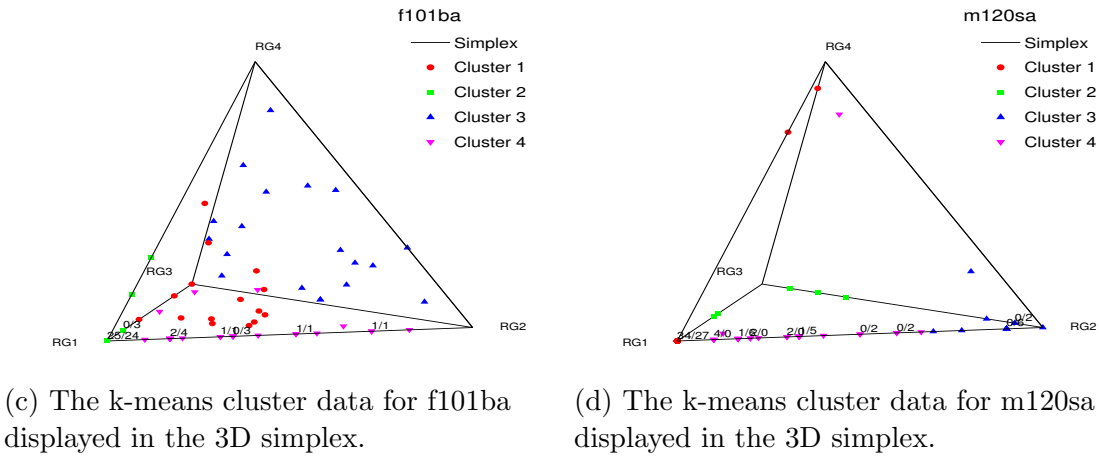 f101ba
RG4
Simplex
Cluster 1
Cluster 2
Cluster 3
Cluster 4
RG3
0/3
25/24
2/4
1/1
0/3
1/1
1/1
RG1
RG2
(c) The k-means cluster data for f101ba
displayed in the 3D simplex.
m120sa
RG4
Simplex
Cluster 1
Cluster 2
Cluster 3
Cluster 4
RG3
4/0
2/0
1/5
0/2
0/2
0/2
RG1
RG2
(d) The k-means cluster data for m120sa
displayed in the 3D simplex.